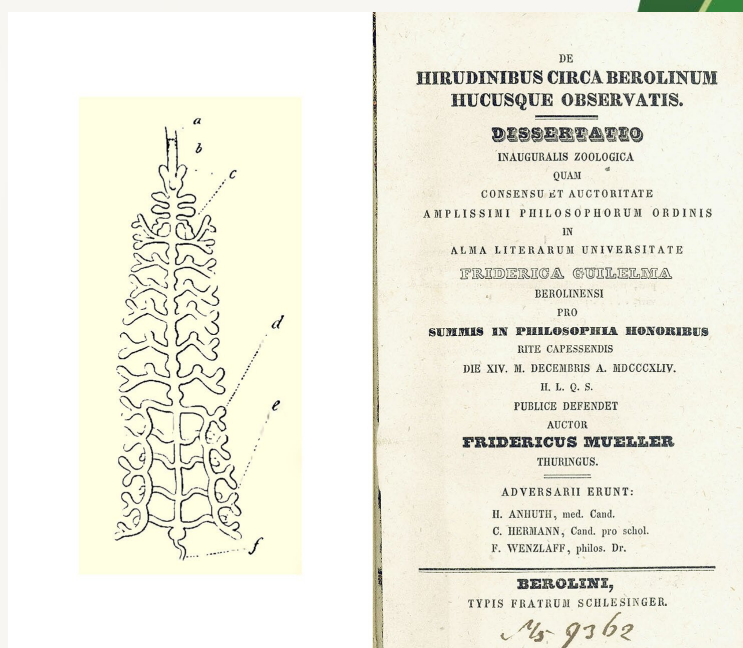 a
b
c
d
e
f
DE
HIRUDINIBUS CIRCA BEROLINUM
HUCUSQUE OBSERVATIS.
DISSERTATIO
INAUGURALIS ZOOLOGICA
QUAM
CONSENSU ET AUCTORITATE
AMPLISSIMI PHILOSOPHORUM ORDINIS
IN
ALMA LITERARUM UNIVERSITATE
FRIDERICA GUILELMA
BEROLINENSI
PRO
SUMMIS IN PHILOSOPHIA HONORIBUS
RITE CAPESSENDIS
DIE XIV. M. DECEMBRIS A. MDCCCXLIV.
H. L. Q. S.
PUBLICE DEFENDET
AUCTOR
FRIDERICUS MUELLER
THURINGUS.
ADVERSARII ERUNT:
H. ANHUTH, med. Cand.
C. HERMANN, Cand. pro schol.
F. WENZLAFF, philos. Dr.
BEROLINI,
TYPIS FRATRUM SCHLESINGER.
9362